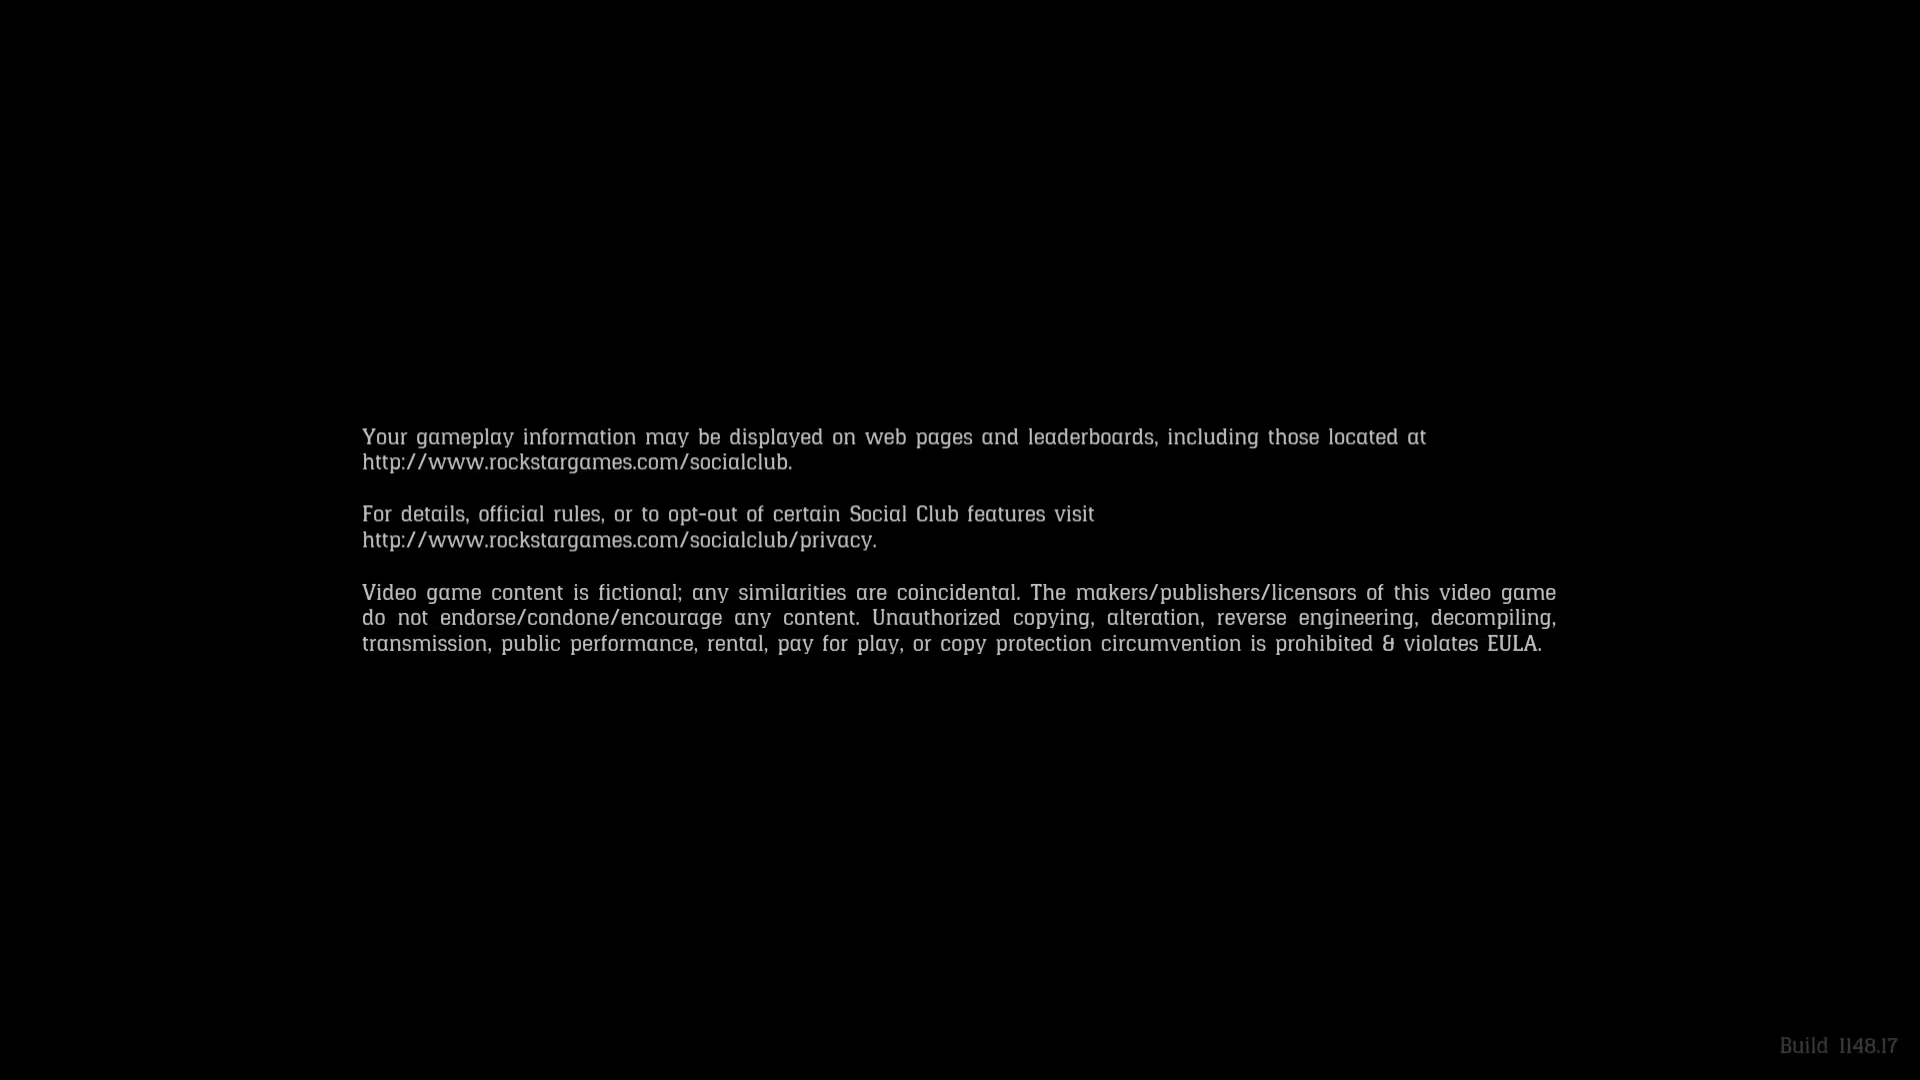 Your gameplay information may be displayed on web pages and leaderboards, including those located at
http://www.rockstargames.com/socialclub.
For details, official rules, or to opt-out of certain Social Club features visit
http://www.rockstargames.com/socialclub/privacy.
Video game content is fictional; any similarities are coincidental. The makers/publishers/licensors of this video game
do not endorse/condone/encourage any content. Unauthorized copying, alteration, reverse engineering, decompiling,
transmission, public performance, rental, pay for play, or copy protection circumvention is prohibited & violates EULA.
Build 1148.17